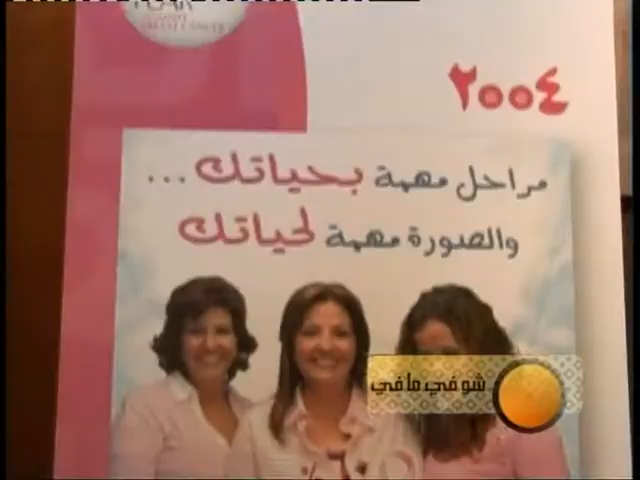 ٢٠٠٤
مراحل مهمة بحياتك...
والصورة مهمة لحياتك
شو في ما في